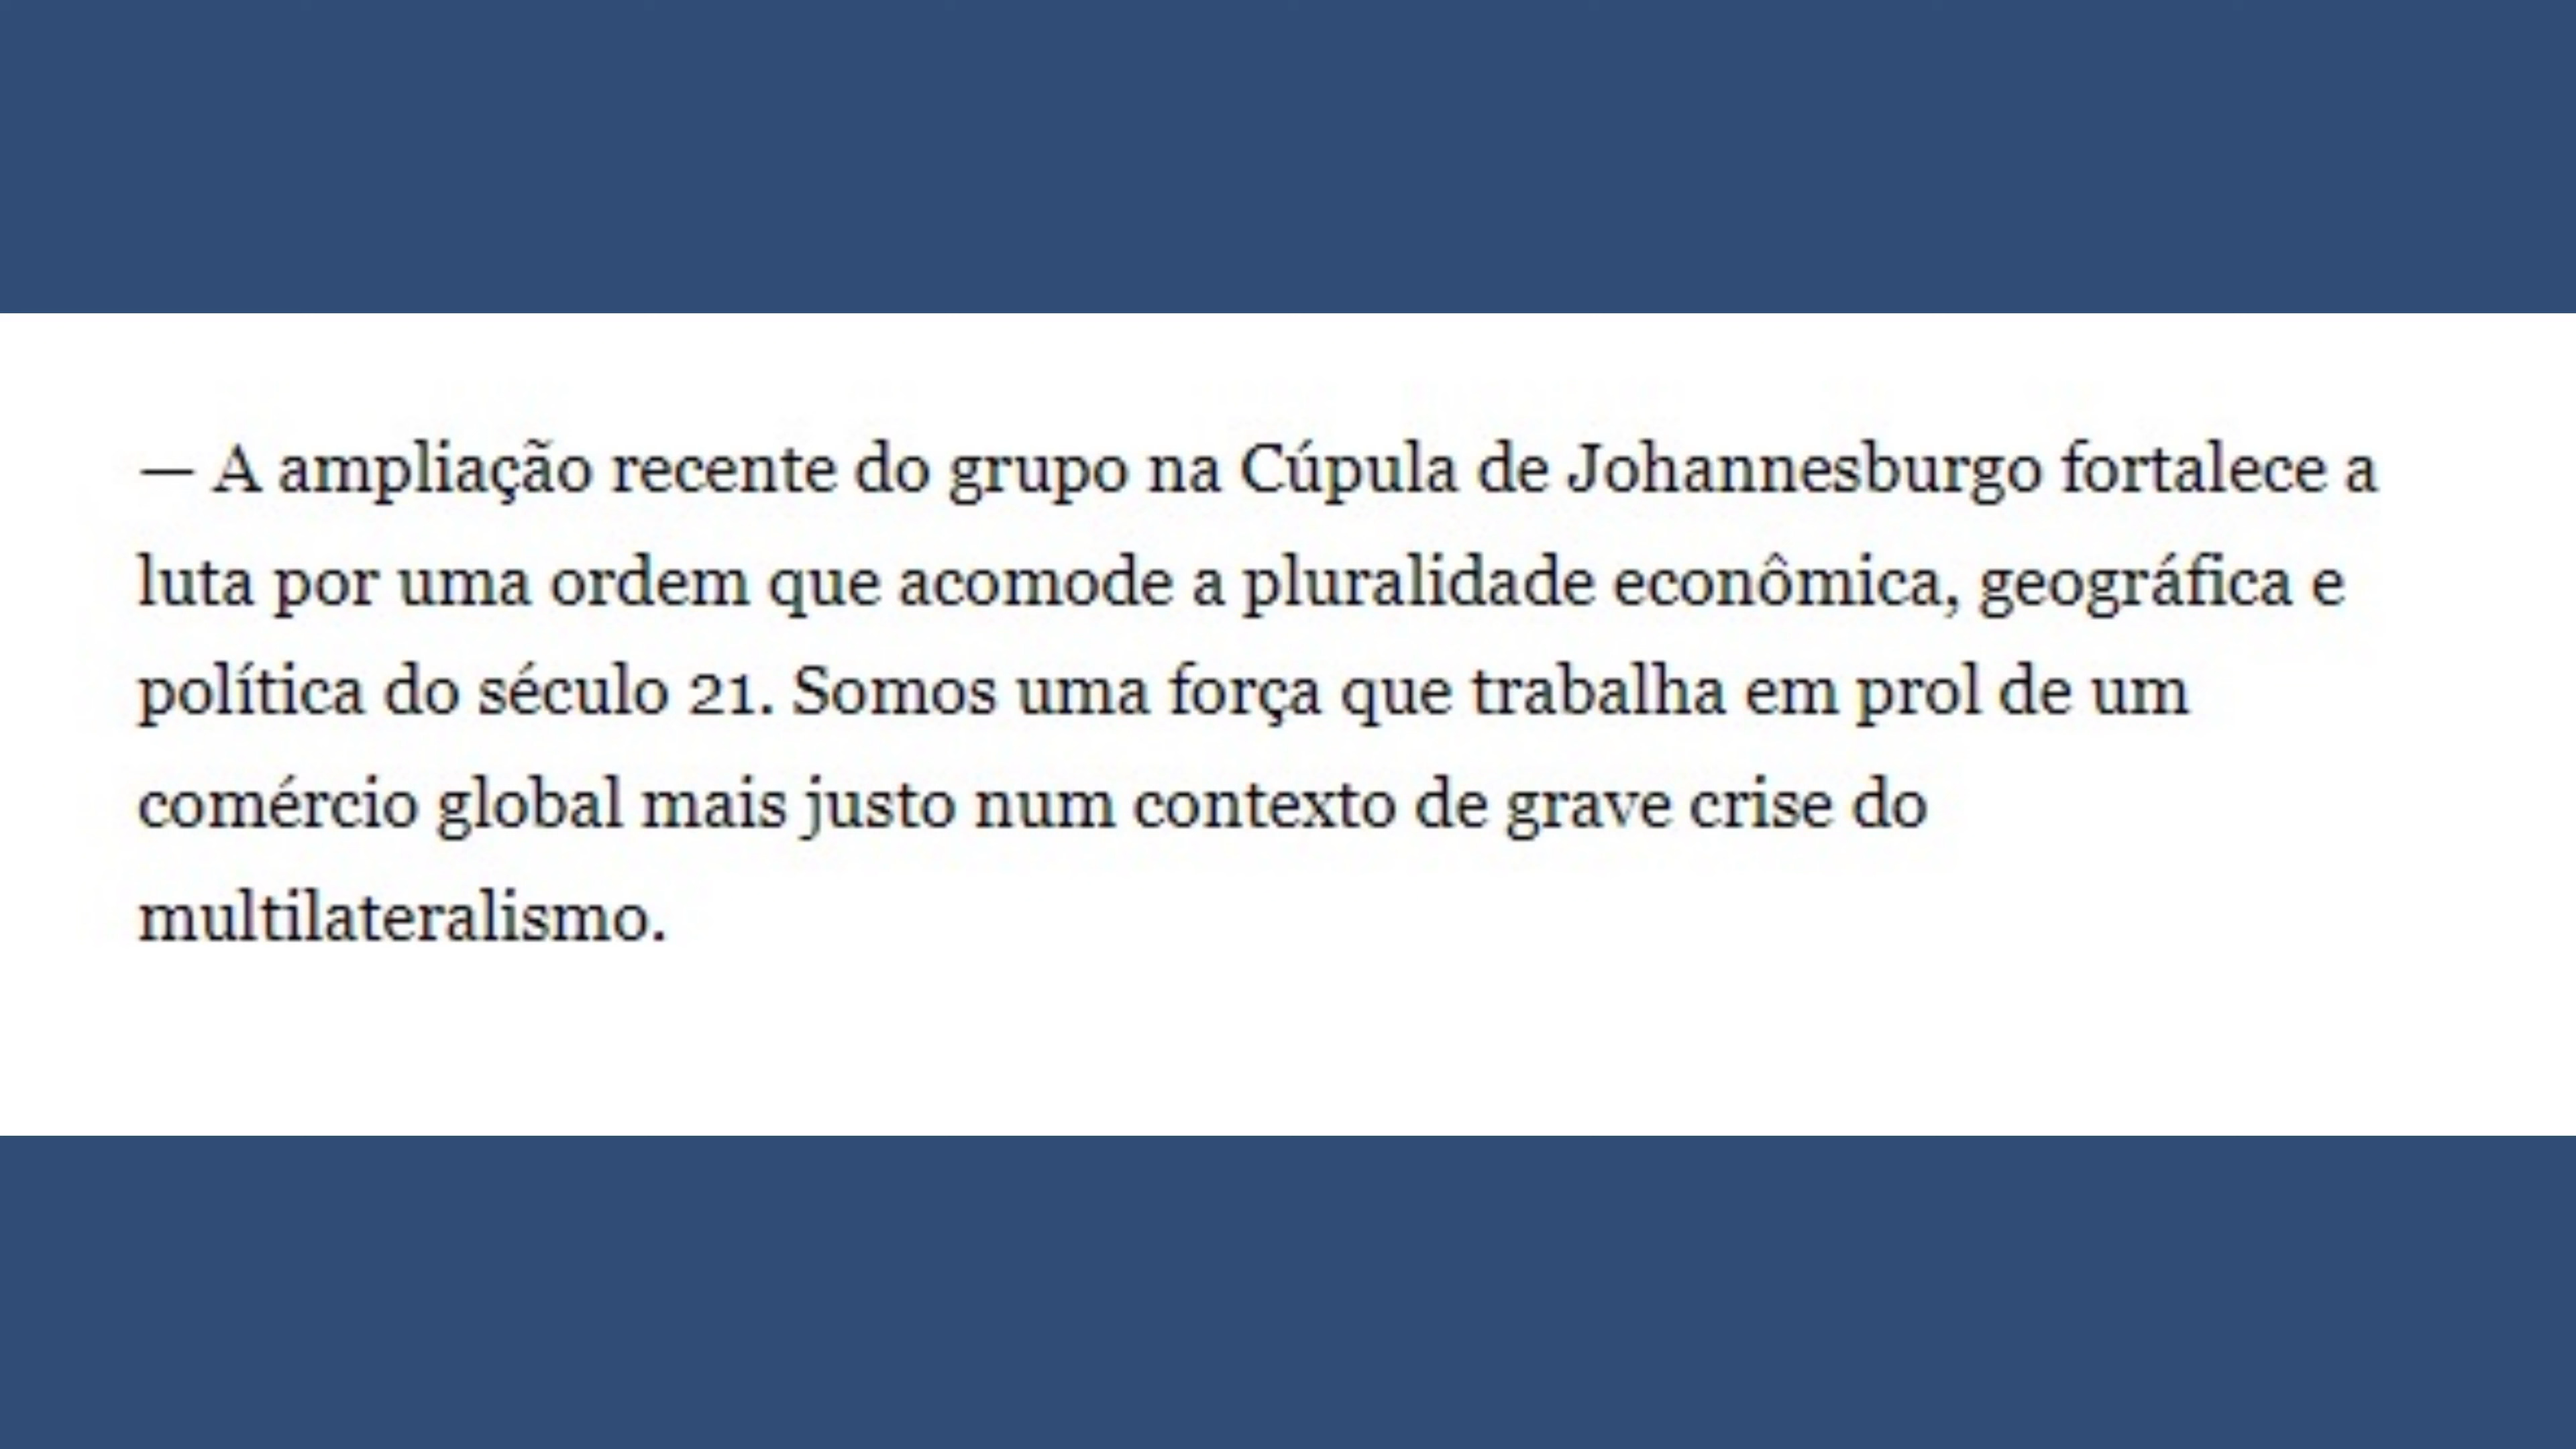 — A ampliação recente do grupo na Cúpula de Johannesburgo fortalece a
luta por uma ordem que acomode a pluralidade econômica, geográfica e
política do século 21. Somos uma força que trabalha em prol de um
comércio global mais justo num contexto de grave crise do
multilateralismo.